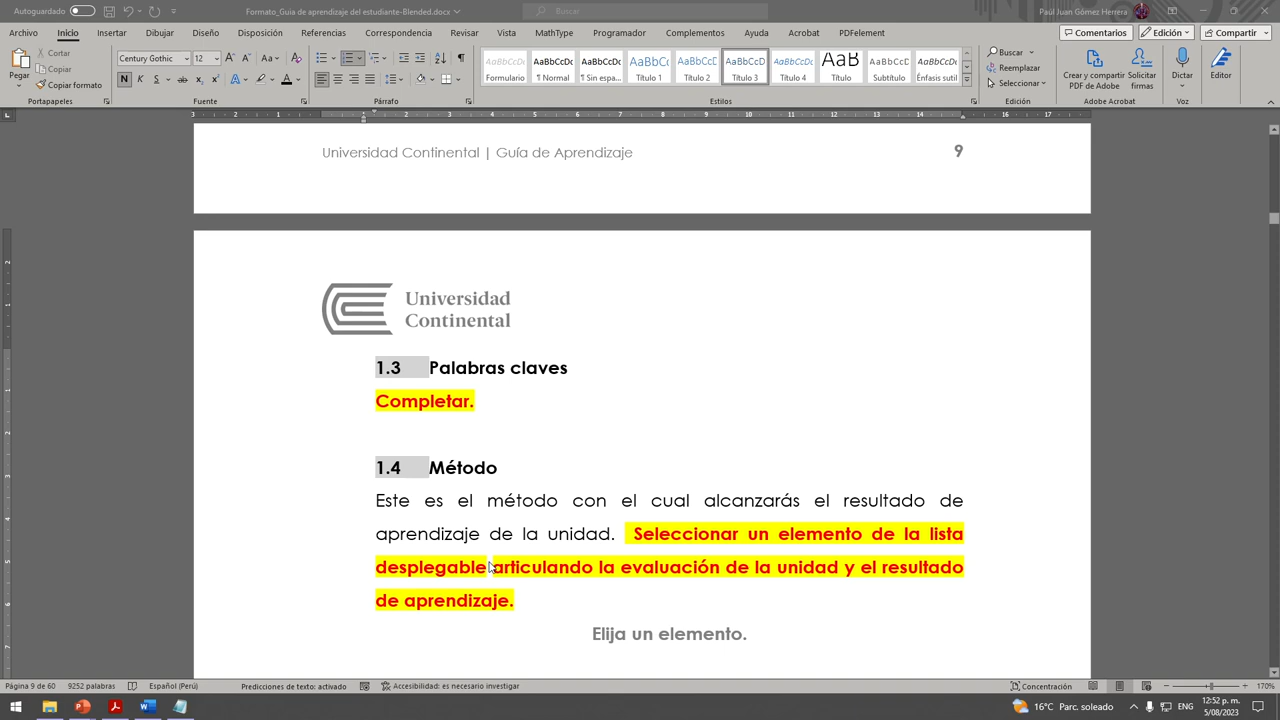 Autoguardado
Formato_Guia de aprendizaje del estudiante-Blended.docx
Buscar
Paúl Juan Gómez Herrera
Archivo Inicio Insertar Dibujar Diseño Disposición Referencias Correspondencia Revisar Vista MathType Programador Complementos Ayuda Acrobat PDFelement
Comentarios Edición Compartir
Pegar
Cortar
Copiar
Copiar formato
Portapapeles
Century Gothic 12
Fuente
Párrafo
Formulario
¶ Normal
¶ Sin espa...
Título 1
Título 2
Título 3
Título 4
Título
Subtítulo
Énfasis sutil
Estilos
Buscar
Reemplazar
Seleccionar
Edición
Crear y compartir PDF de Adobe
Solicitar firmas
Adobe Acrobat
Dictar
Voz
Editor
Editor
Universidad Continental | Guía de Aprendizaje 9
Universidad
Continental
1.3 Palabras claves
Completar.
1.4 Método
Este es el método con el cual alcanzarás el resultado de
aprendizaje de la unidad. Seleccionar un elemento de la lista
desplegable articulando la evaluación de la unidad y el resultado
de aprendizaje.
Elija un elemento.
Página 9 de 60 9252 palabras Español (Perú) Predicciones de texto: activado Accesibilidad: es necesario investigar Concentración 170%
16°C Parc. soleado ENG 12:52 p. m.
5/08/2023